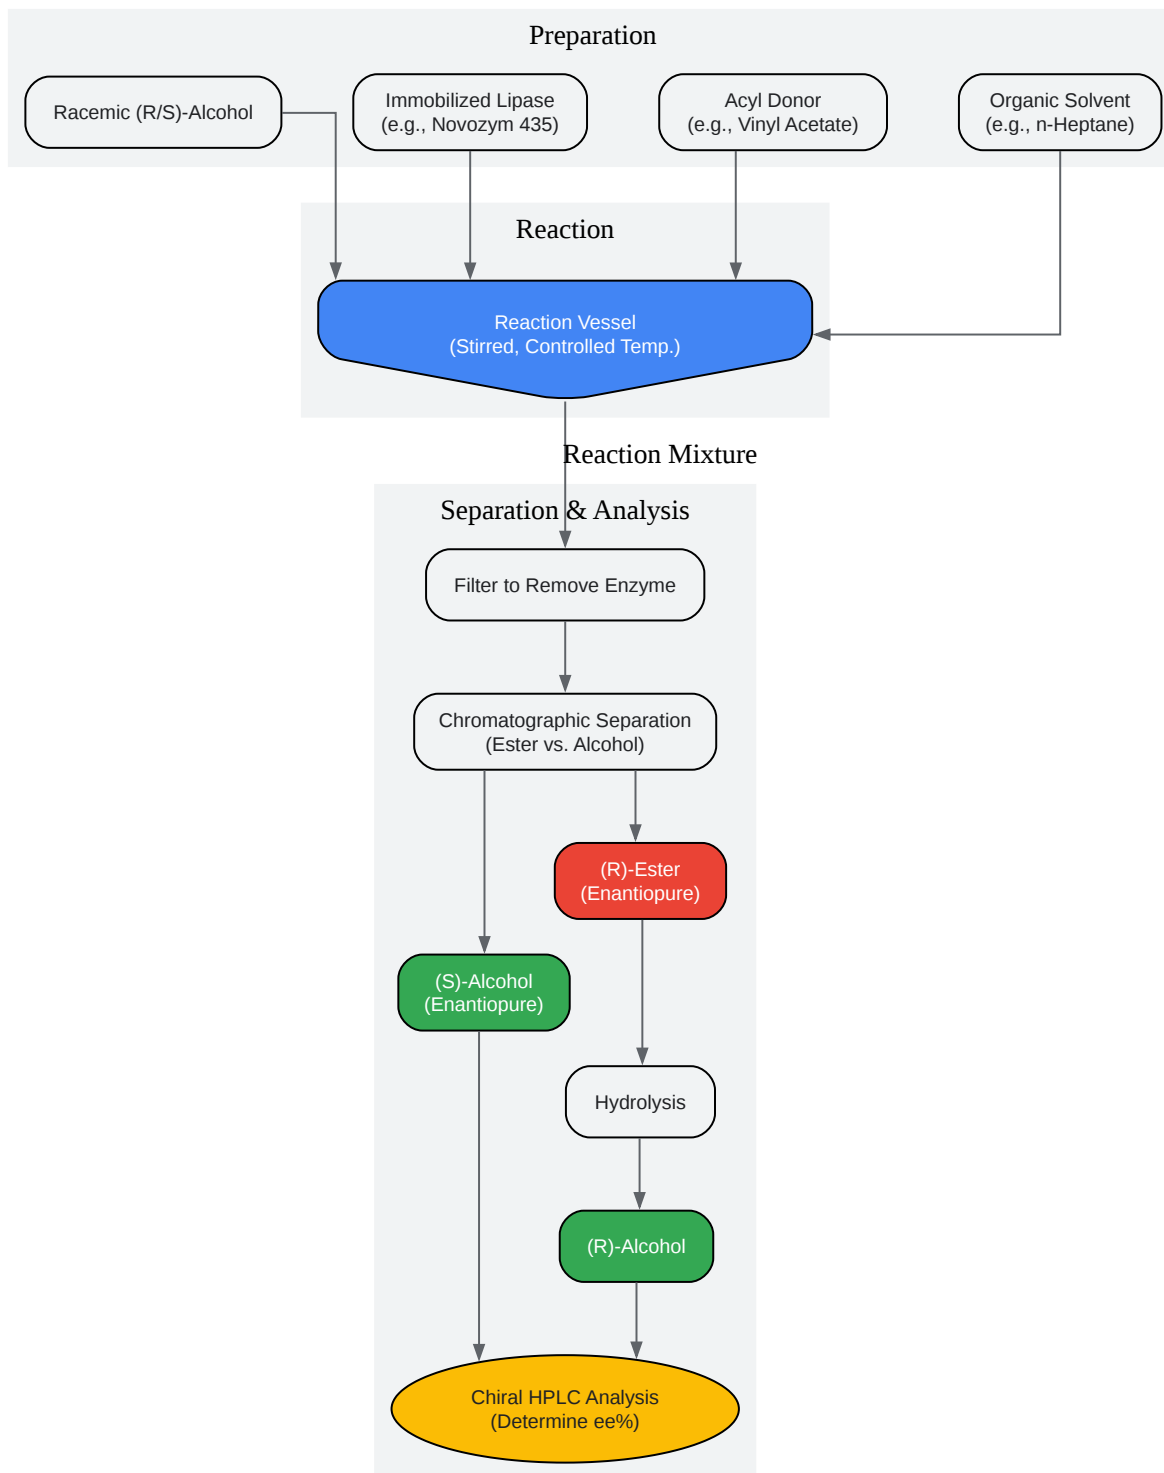 Preparation
Racemic (R/S)-Alcohol
Immobilized Lipase
(e.g., Novozym 435)
Acyl Donor
(e.g., Vinyl Acetate)
Organic Solvent
(e.g., n-Heptane)
Reaction
Reaction Vessel
(Stirred, Controlled Temp.)
Reaction Mixture
Separation & Analysis
Filter to Remove Enzyme
Chromatographic Separation
(Ester vs. Alcohol)
(R)-Ester
(Enantiopure)
(S)-Alcohol
(Enantiopure)
Hydrolysis
(R)-Alcohol
Chiral HPLC Analysis
(Determine ee%)